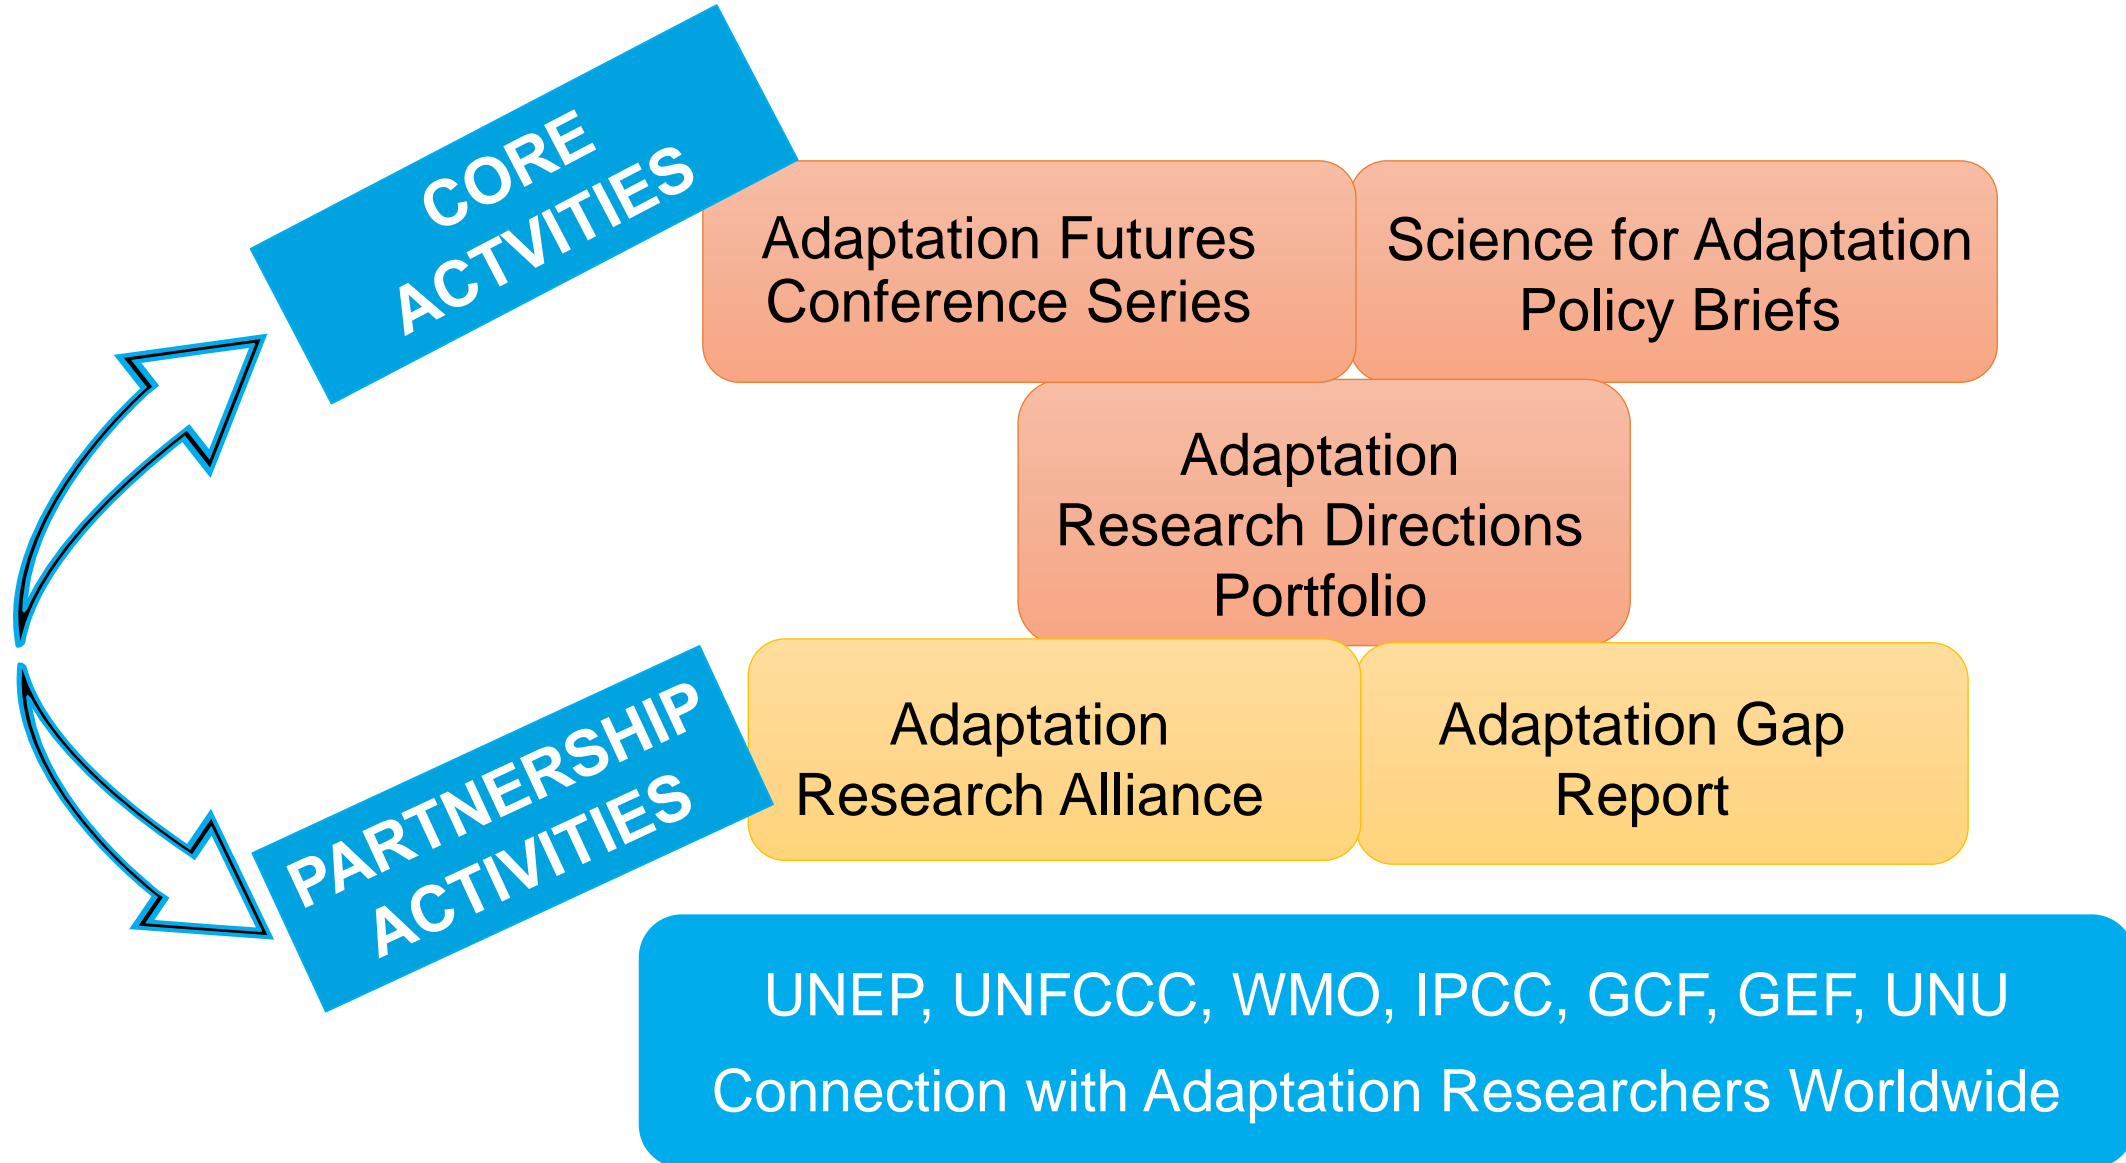 CORE
ACTVITIES
Adaptation Futures
Conference Series
Science for Adaptation
Policy Briefs
Adaptation
Research Directions
Portfolio
PARTNERSHIP
ACTIVITIES
Adaptation
Research Alliance
Adaptation Gap
Report
UNEP, UNFCCC, WMO, IPCC, GCF, GEF, UNU
Connection with Adaptation Researchers Worldwide